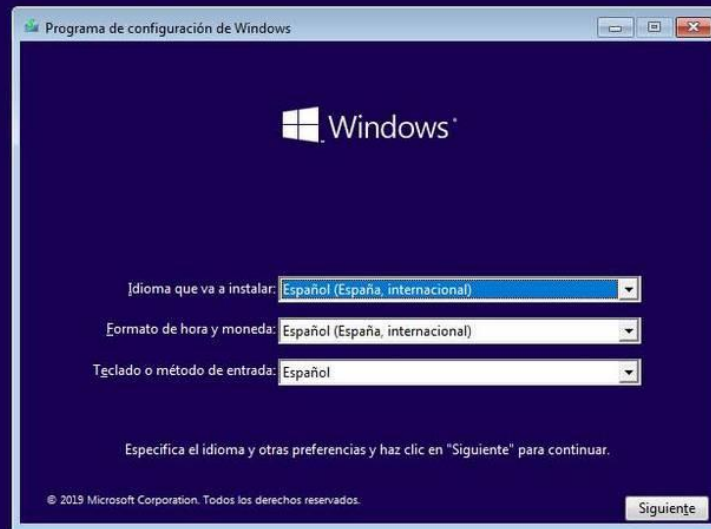 Programa de configuración de Windows
Windows
Idioma que va a instalar: Español (España, internacional)
Formato de hora y moneda: Español (España, internacional)
Teclado o método de entrada: Español
Especifica el idioma y otras preferencias y haz clic en "Siguiente" para continuar.
© 2019 Microsoft Corporation. Todos los derechos reservados.
Siguiente